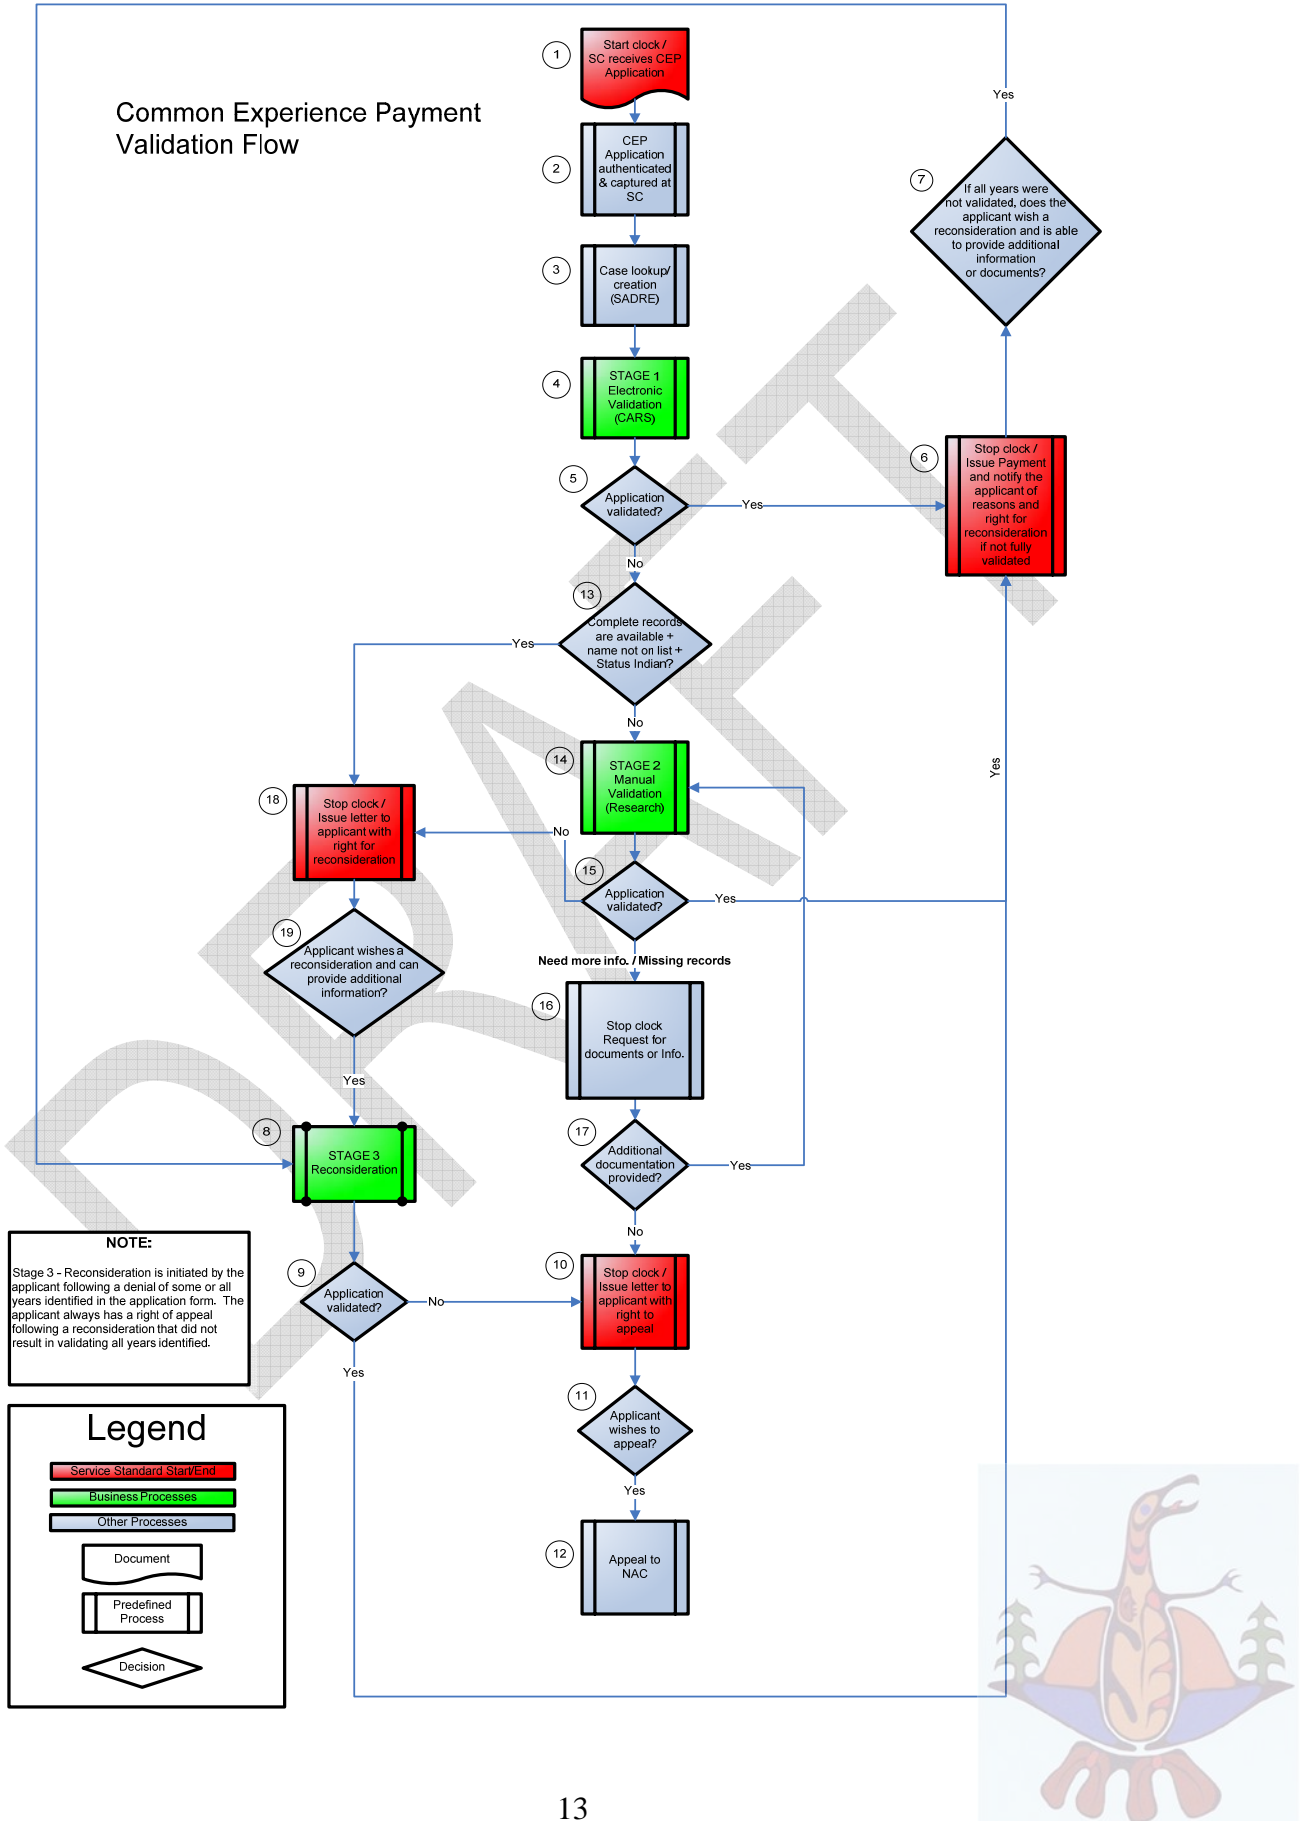 Common Experience Payment
Validation Flow
1
Start clock /
SC receives CEP
Application
2
CEP
Application
authenticated
& captured at
SC
3
Case lookup/
creation
(SADRE)
4
STAGE 1
Electronic
Validation
(CARS)
5
Application
validated?
Yes
No
6
Stop clock /
Issue Payment
and notify the
applicant of
reasons and
right for
reconsideration
if not fully
validated
7
If all years were
not validated, does the
applicant wish a
reconsideration and is able
to provide additional
information
or documents?
Yes
13
Complete records
are available +
name not on list +
Status Indian?
Yes
No
14
STAGE 2
Manual
Validation
(Research)
15
Application
validated?
No
Yes
Yes
Need more info. / Missing records
16
Stop clock
Request for
documents or Info.
17
Additional
documentation
provided?
Yes
No
18
Stop clock /
Issue letter to
applicant with
right for
reconsideration
19
Applicant wishes a
reconsideration and can
provide additional
information?
Yes
8
STAGE 3
Reconsideration
9
Application
validated?
No
Yes
10
Stop clock /
Issue letter to
applicant with
right to
appeal
11
Applicant
wishes to
appeal?
Yes
12
Appeal to
NAC
NOTE:
Stage 3 - Reconsideration is initiated by the
applicant following a denial of some or all
years identified in the application form. The
applicant always has a right of appeal
following a reconsideration that did not
result in validating all years identified.
Legend
Service Standard Start/End
Business Processes
Other Processes
Document
Predefined
Process
Decision
DRAFT
13